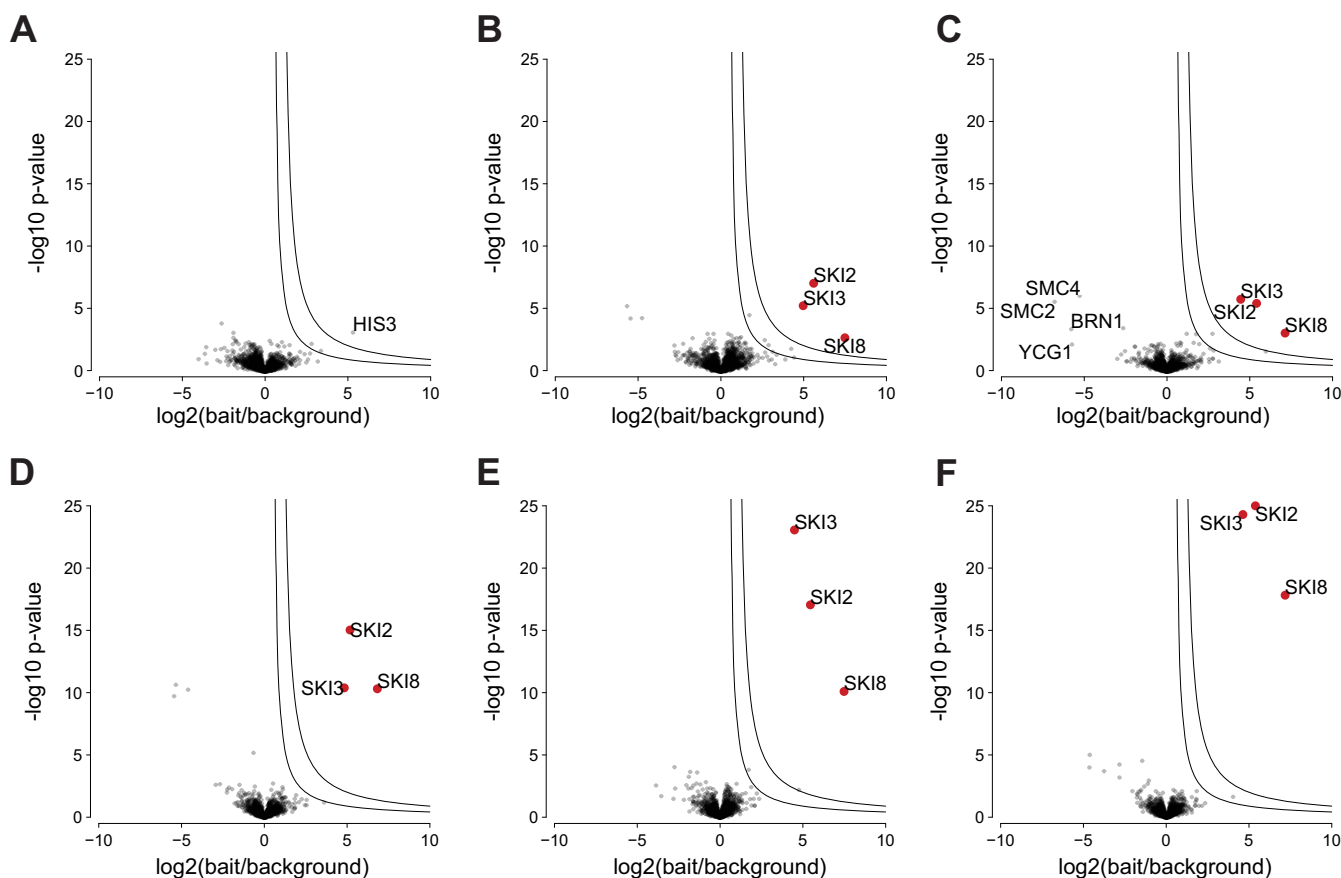 A
25
20
15
10
5
0
-log10 p-value
HIS3
−10
−5
0
5
10
log2(bait/background)
B
25
20
15
10
5
0
-log10 p-value
SKI2
SKI3
SKI8
−10
−5
0
5
10
log2(bait/background)
C
25
20
15
10
5
0
-log10 p-value
SMC4
SMC2
BRN1
YCG1
SKI3
SKI2
SKI8
−10
−5
0
5
10
log2(bait/background)
D
25
20
15
10
5
0
-log10 p-value
SKI2
SKI3
SKI8
−10
−5
0
5
10
log2(bait/background)
E
25
20
15
10
5
0
-log10 p-value
SKI3
SKI2
SKI8
−10
−5
0
5
10
log2(bait/background)
F
25
20
15
10
5
0
-log10 p-value
SKI2
SKI3
SKI8
−10
−5
0
5
10
log2(bait/background)